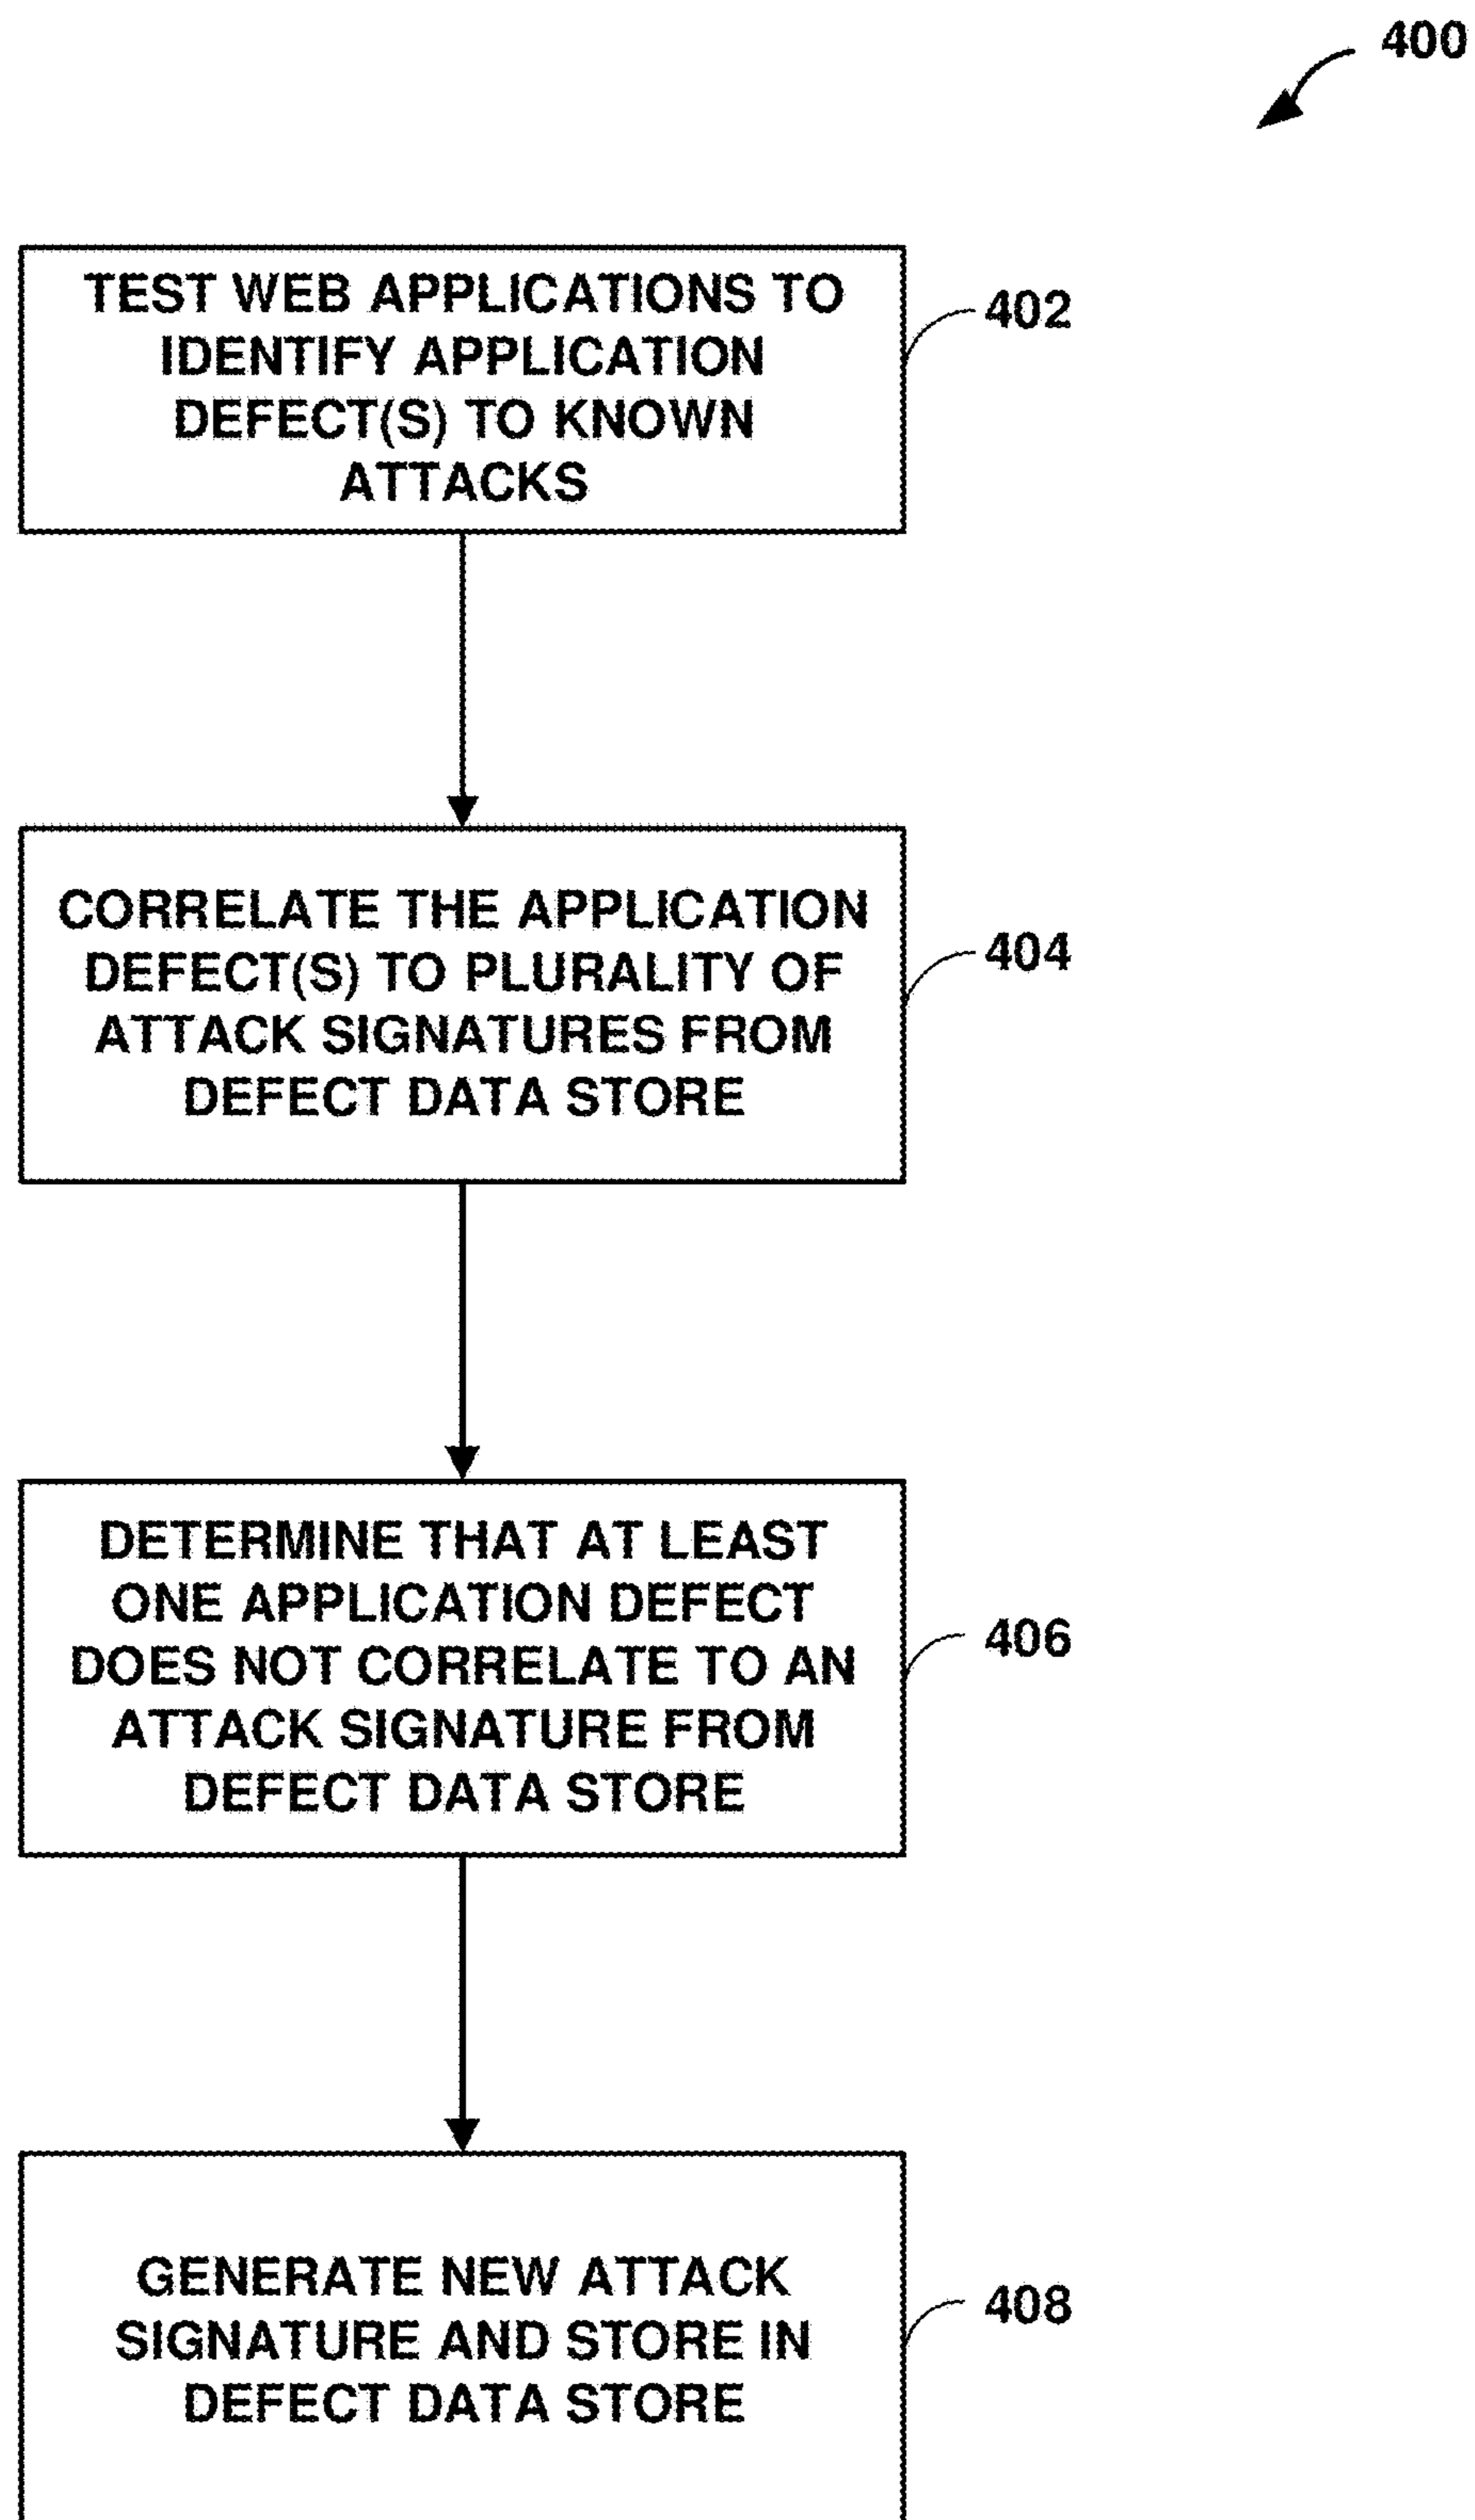 400
TEST WEB APPLICATIONS TO
IDENTIFY APPLICATION
DEFECT(S) TO KNOWN
ATTACKS
402
CORRELATE THE APPLICATION
DEFECT(S) TO PLURALITY OF
ATTACK SIGNATURES FROM
DEFECT DATA STORE
404
DETERMINE THAT AT LEAST
ONE APPLICATION DEFECT
DOES NOT CORRELATE TO AN
ATTACK SIGNATURE FROM
DEFECT DATA STORE
406
GENERATE NEW ATTACK
SIGNATURE AND STORE IN
DEFECT DATA STORE
408